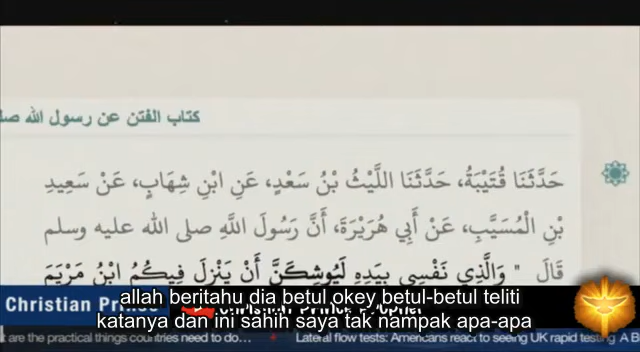 كتاب الفتن عن رسول الله صلـ
حَدَّثَنَا قُتَيْبَةُ، حَدَّثَنَا اللَّيْثُ بْنُ سَعْدٍ، عَنِ ابْنِ شِهَابٍ، عَنْ سَعِيدِ
بْنِ الْمُسَيَّبِ، عَنْ أَبِي هُرَيْرَةَ، أَنَّ رَسُولَ اللَّهِ صلى الله عليه وسلم
قَالَ " وَالَّذِي نَفْسِي بِيَدِهِ لَيُوشِكَنَّ أَنْ يَنْزِلَ فِيكُمُ ابْنُ مَرْيَمَ
allah beritahu dia betul okey betul-betul teliti
Christian Prince
katanya dan ini sahih saya tak nampak apa-apa
at are the practical things countries need to do... Lateral flow tests: Americans react to seeing UK rapid testing A B